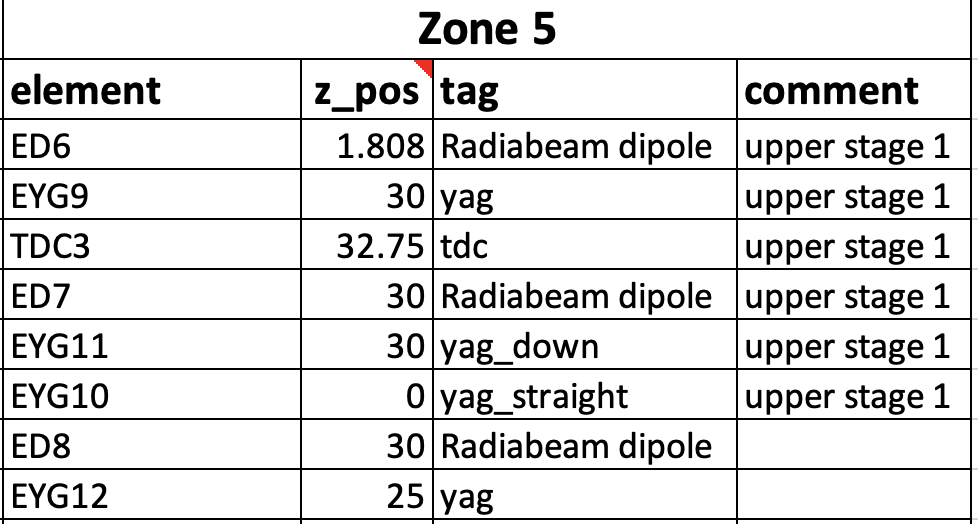 Zone 5
element z_pos tag comment
ED6 1.808 Radiabeam dipole upper stage 1
EYG9 30 yag upper stage 1
TDC3 32.75 tdc upper stage 1
ED7 30 Radiabeam dipole upper stage 1
EYG11 30 yag_down upper stage 1
EYG10 0 yag_straight upper stage 1
ED8 30 Radiabeam dipole
EYG12 25 yag